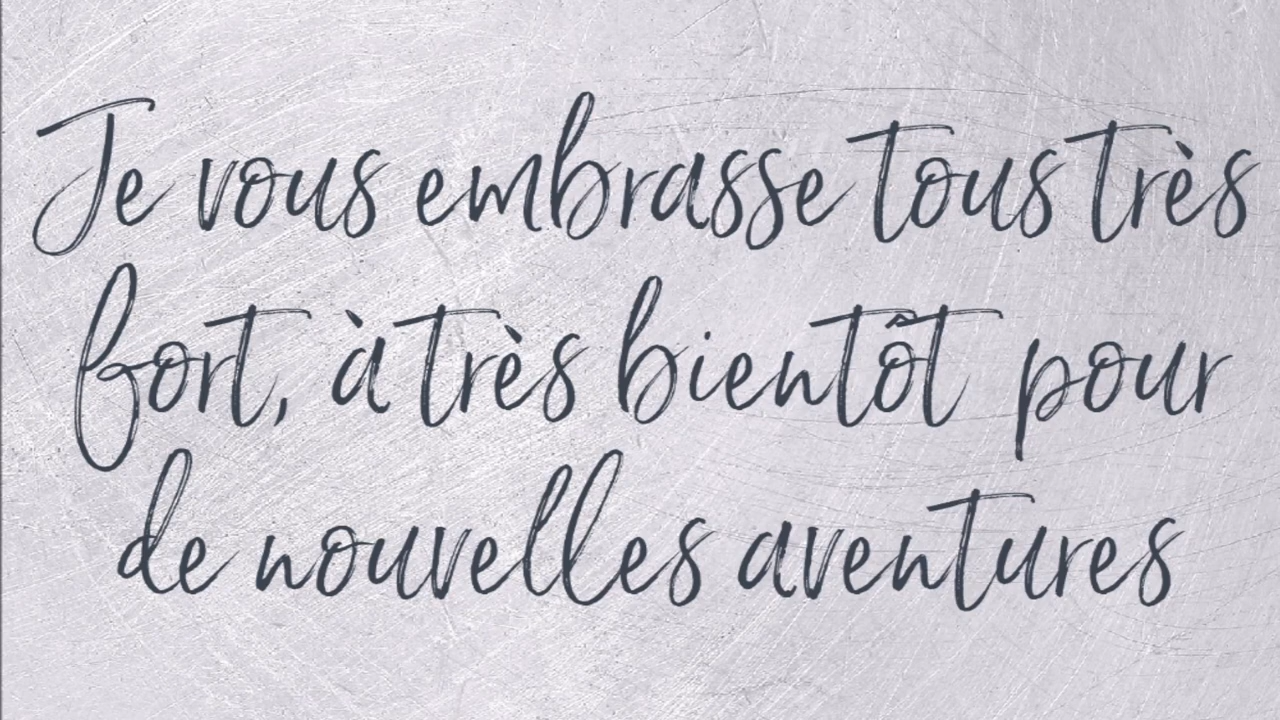 Je vous embrasse tous très
fort, à très bientôt pour
de nouvelles aventures